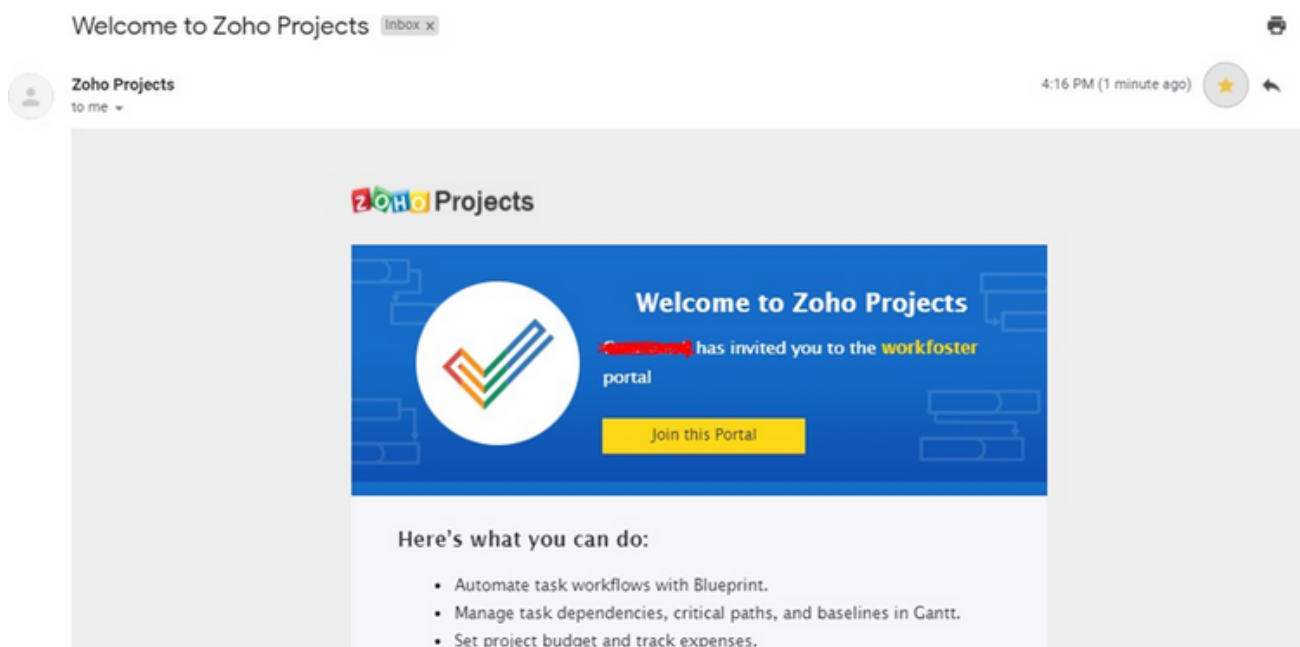 Welcome to Zoho Projects Inbox x
Zoho Projects
4:16 PM (1 minute ago)
to me
ZOHO Projects
Welcome to Zoho Projects
has invited you to the workfoster
portal
Join this Portal
Here's what you can do:
• Automate task workflows with Blueprint.
• Manage task dependencies, critical paths, and baselines in Gantt.
• Set project budget and track expenses.